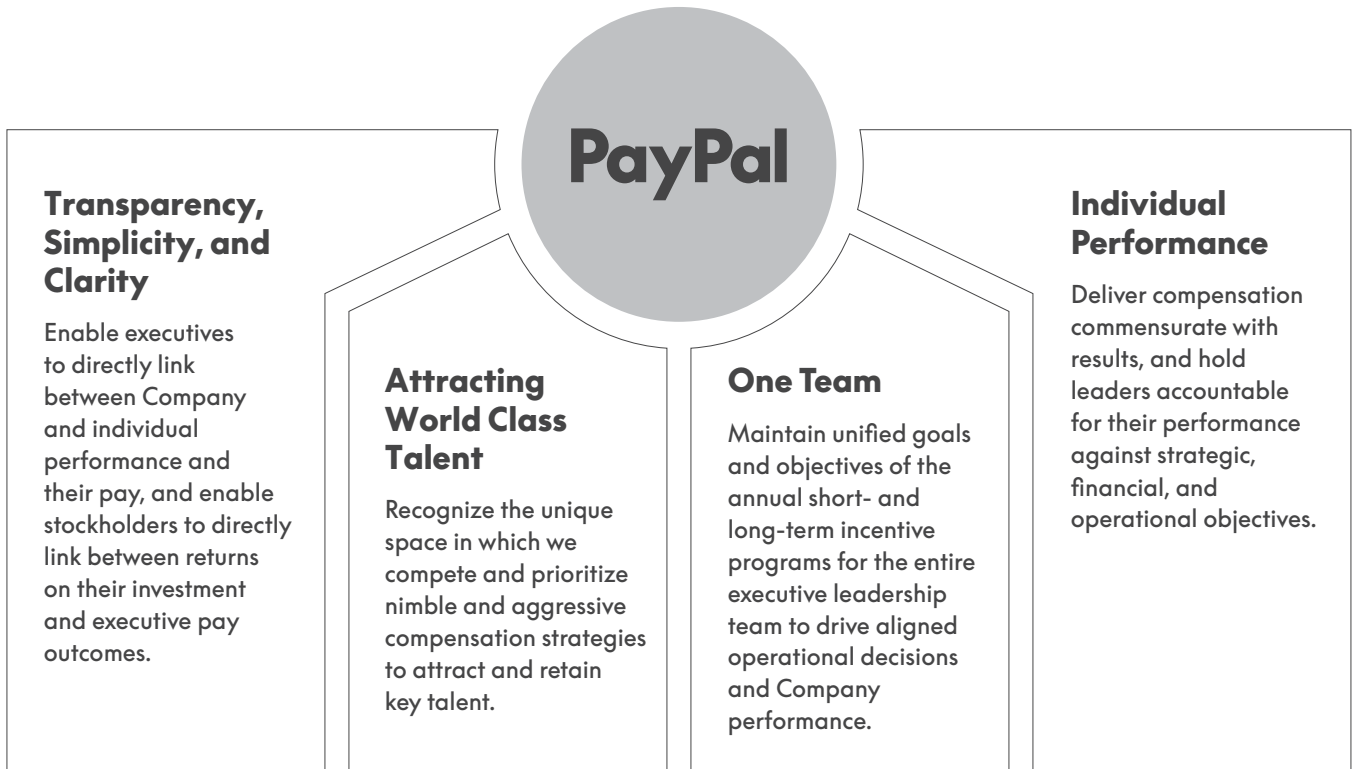 PayPal
Transparency,
Simplicity, and
Clarity
Enable executives
to directly link
between Company
and individual
performance and
their pay, and enable
stockholders to directly
link between returns
on their investment
and executive pay
outcomes.
Attracting
World Class
Talent
Recognize the unique
space in which we
compete and prioritize
nimble and aggressive
compensation strategies
to attract and retain
key talent.
One Team
Maintain unified goals
and objectives of the
annual short- and
long-term incentive
programs for the entire
executive leadership
team to drive aligned
operational decisions
and Company
performance.
Individual
Performance
Deliver compensation
commensurate with
results, and hold
leaders accountable
for their performance
against strategic,
financial, and
operational objectives.